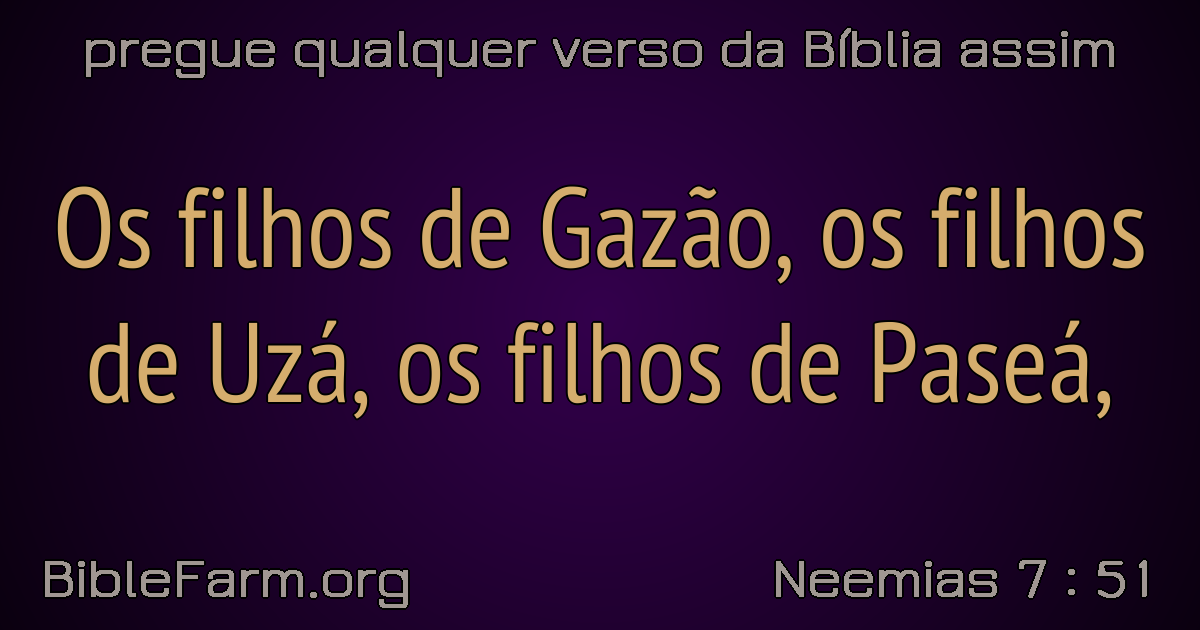 pregue qualquer verso da Bíblia assim
Os filhos de Gazão, os filhos
de Uzá, os filhos de Paseá,
BibleFarm.org
Neemias 7 : 51